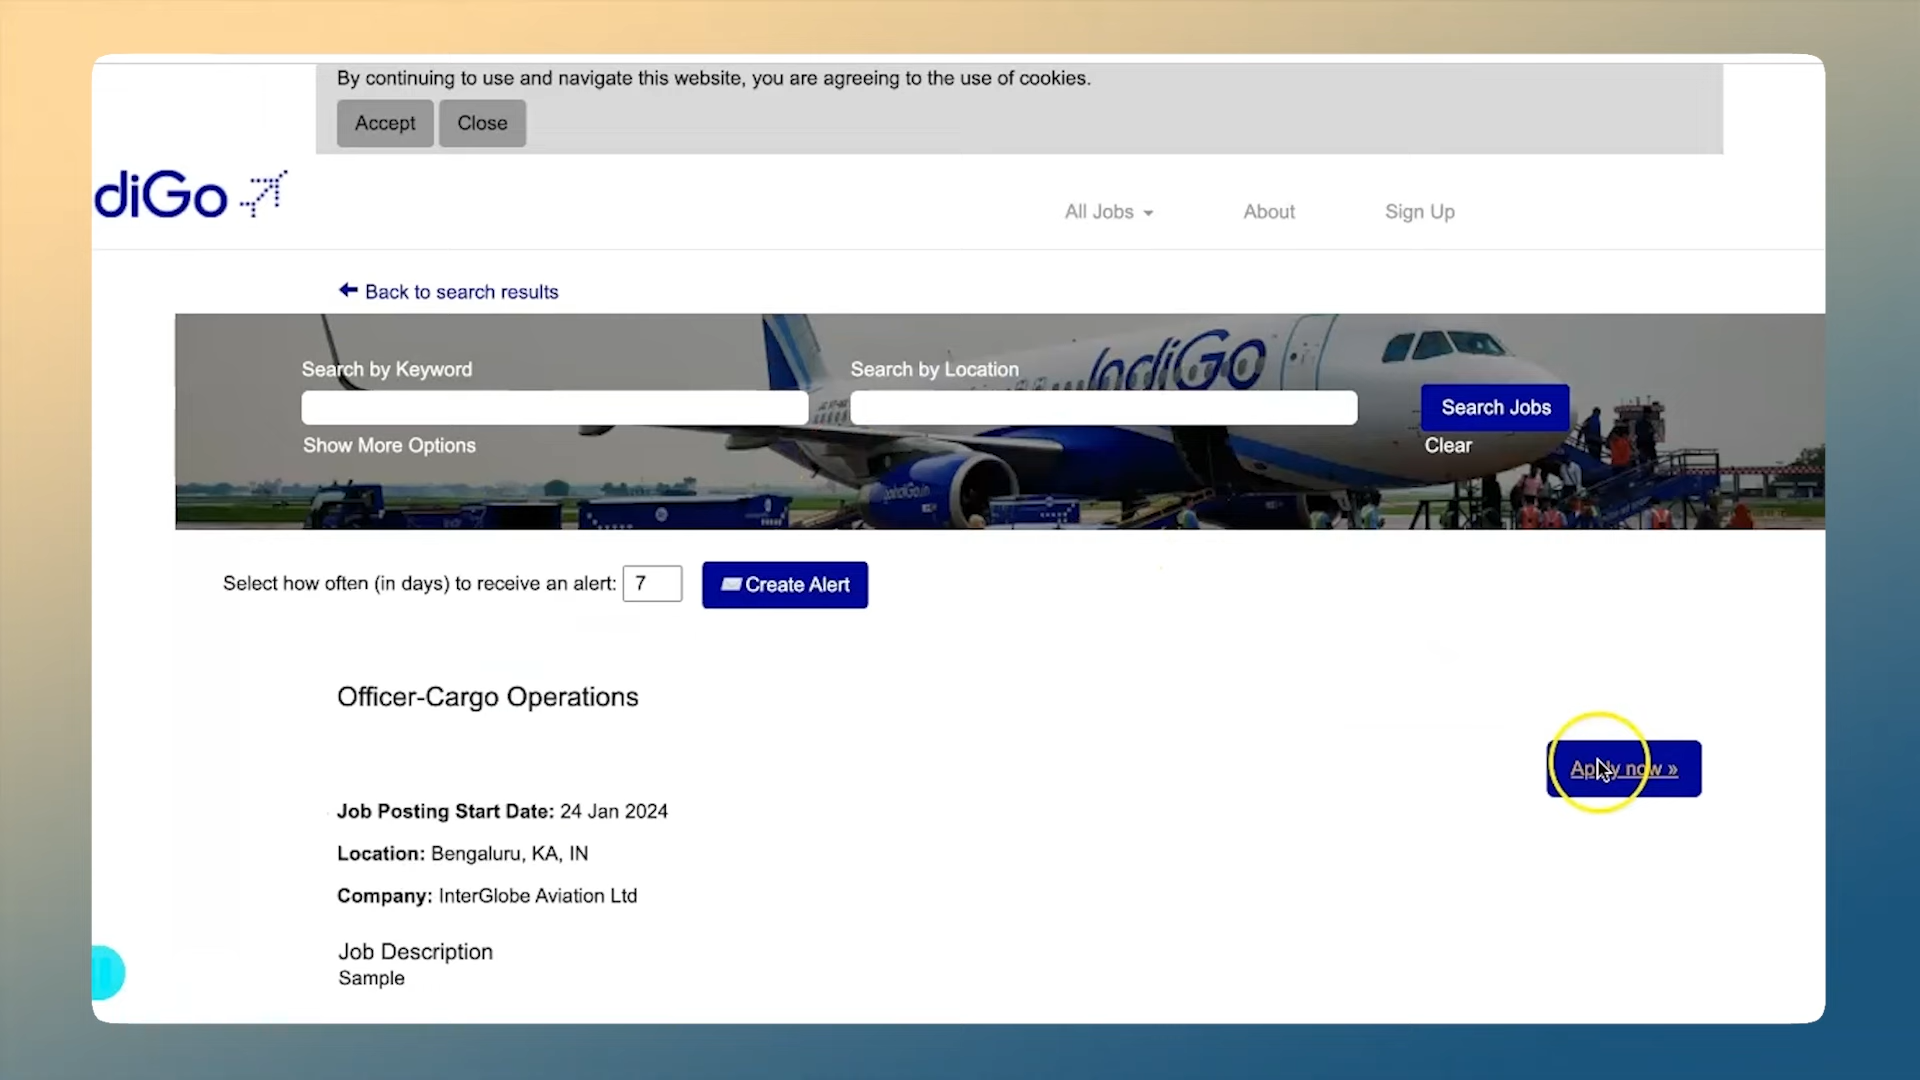 By continuing to use and navigate this website, you are agreeing to the use of cookies.
Accept Close
diGo
All Jobs About Sign Up
Back to search results
IndiGo
Search by Keyword Search by Location
Search Jobs
Show More Options Clear
goIndiGo.in
Select how often (in days) to receive an alert: 7 Create Alert
Officer-Cargo Operations
Apply now »
Job Posting Start Date: 24 Jan 2024
Location: Bengaluru, KA, IN
Company: InterGlobe Aviation Ltd
Job Description
Sample